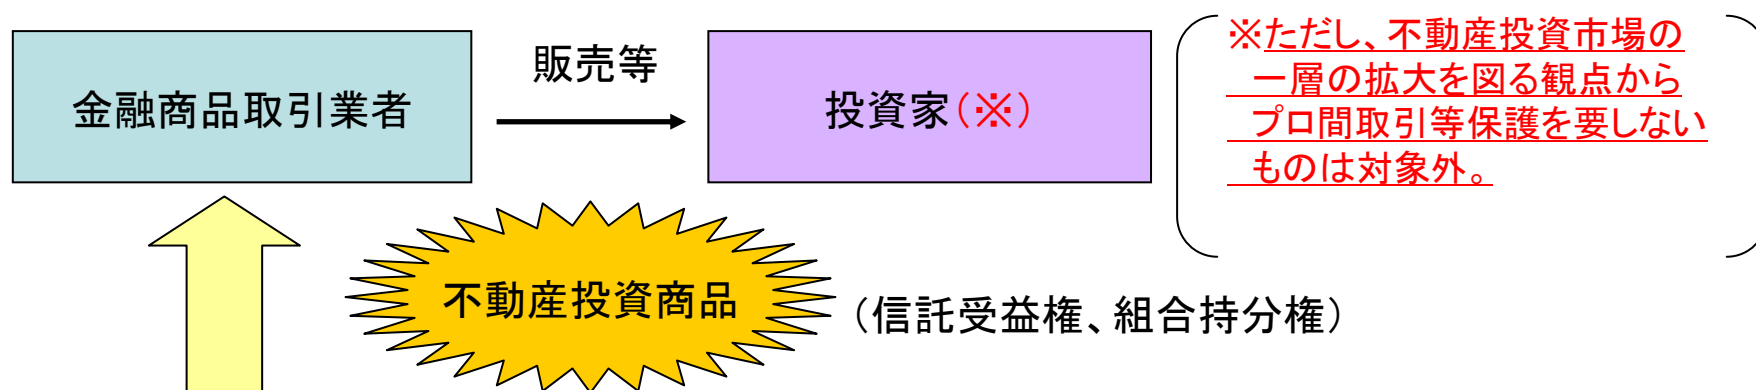 金融商品取引業者
販売等
投資家(※)
※ただし、不動産投資市場の
一層の拡大を図る観点から
プロ間取引等保護を要しない
ものは対象外。
不動産投資商品
(信託受益権、組合持分権)